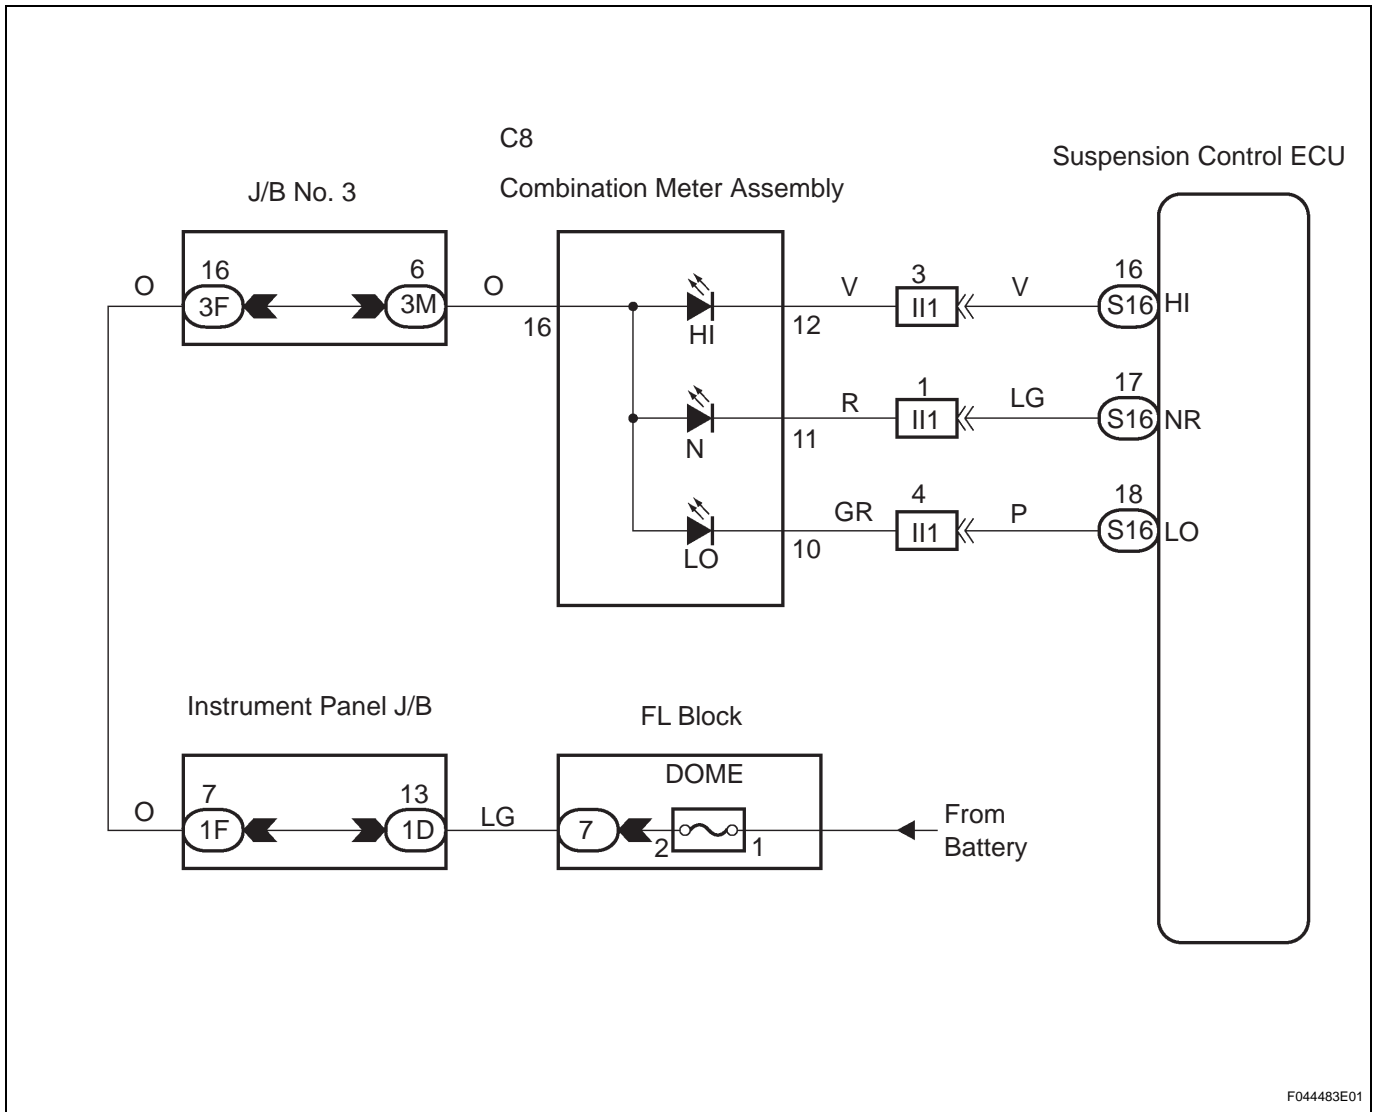 C8
Suspension Control ECU
J/B No. 3
Combination Meter Assembly
O
16
3F
6
3M
O
16
HI
12
V
3
II1
V
16
S16
HI
N
11
R
1
II1
LG
17
S16
NR
LO
10
GR
4
II1
P
18
S16
LO
Instrument Panel J/B
FL Block
DOME
O
7
1F
13
1D
LG
7
2
1
From
Battery
F044483E01